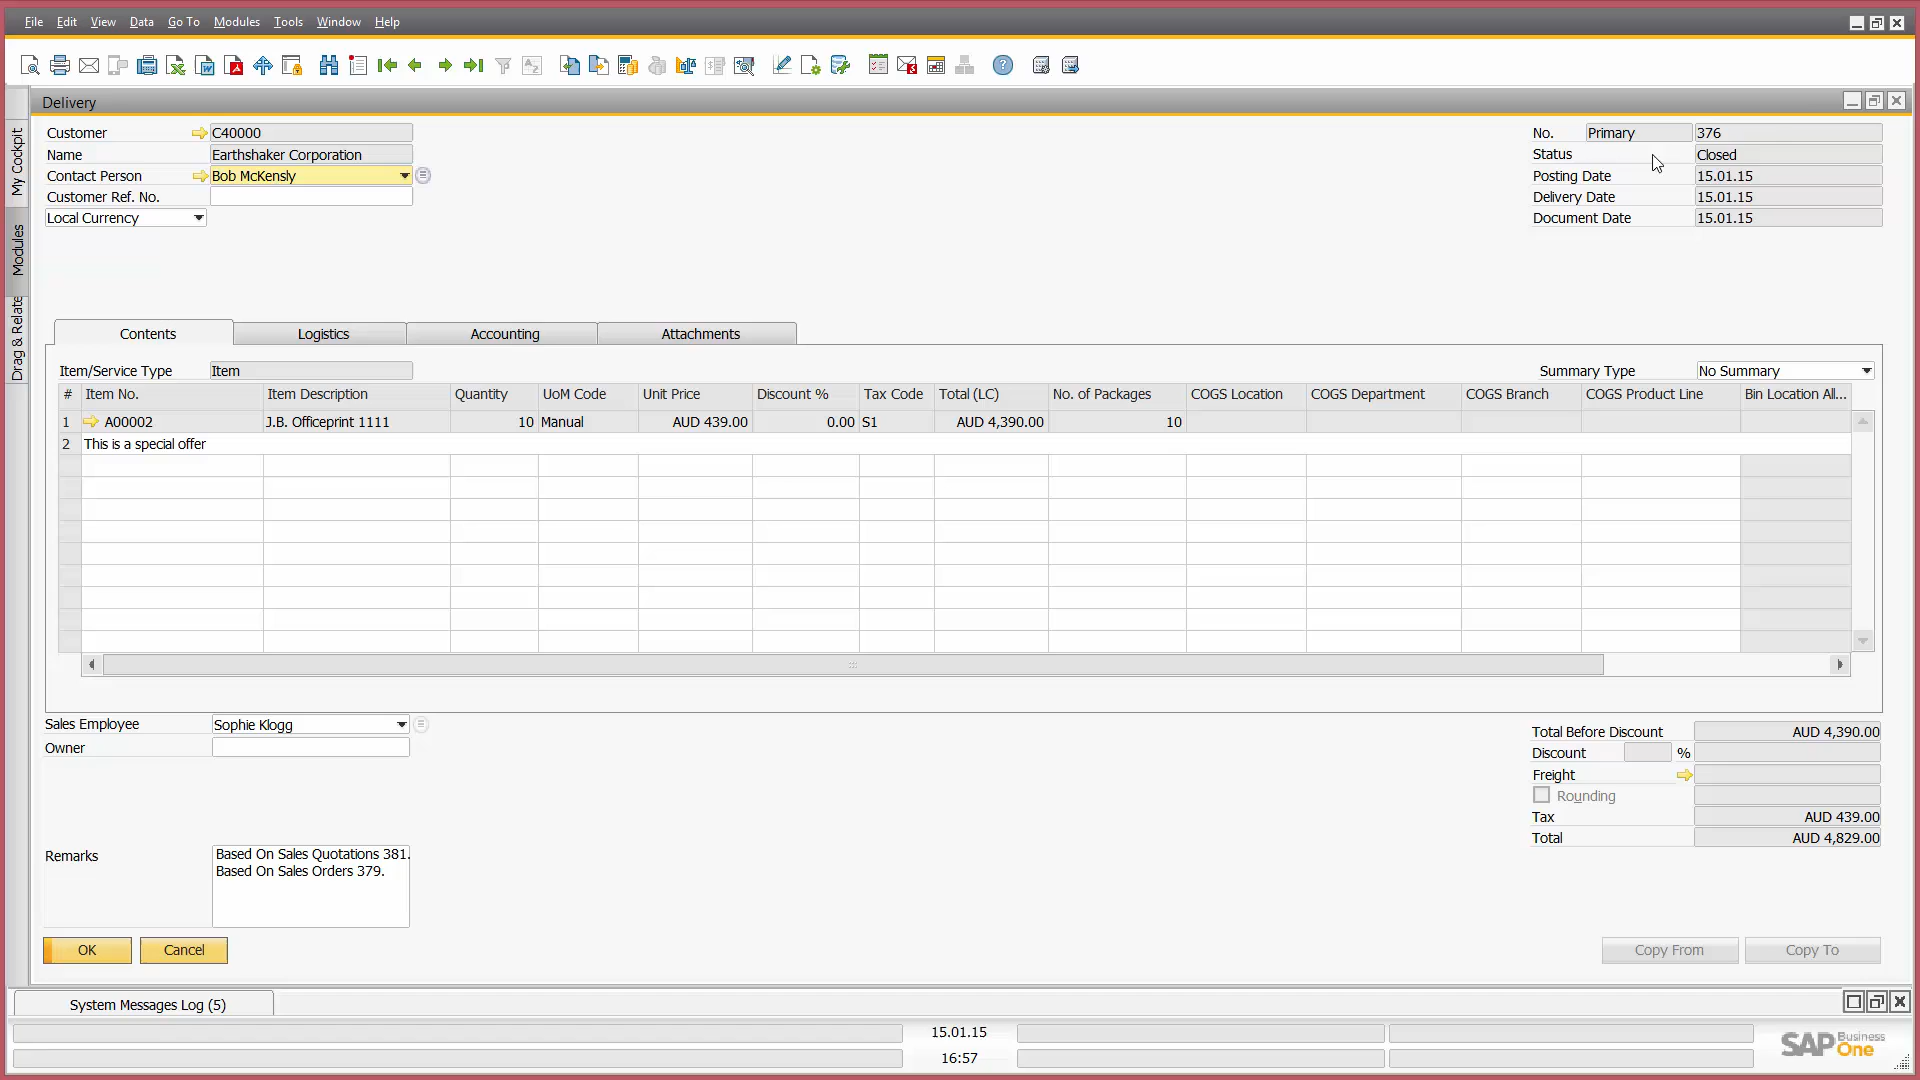 File Edit View Data Go To Modules Tools Window Help
Delivery
My Cockpit
Modules
Drag & Relate
Customer C40000
Name Earthshaker Corporation
Contact Person Bob McKensly
Customer Ref. No.
Local Currency
No. Primary 376
Status Closed
Posting Date 15.01.15
Delivery Date 15.01.15
Document Date 15.01.15
Contents Logistics Accounting Attachments
Item/Service Type Item Summary Type No Summary
# Item No. Item Description Quantity UoM Code Unit Price Discount % Tax Code Total (LC) No. of Packages COGS Location COGS Department COGS Branch COGS Product Line Bin Location All...
1 A00002 J.B. Officeprint 1111 10 Manual AUD 439.00 0.00 S1 AUD 4,390.00 10
2 This is a special offer
Sales Employee Sophie Klogg
Owner
Remarks Based On Sales Quotations 381.
Based On Sales Orders 379.
Total Before Discount AUD 4,390.00
Discount %
Freight
Rounding
Tax AUD 439.00
Total AUD 4,829.00
OK Cancel Copy From Copy To
System Messages Log (5)
15.01.15
16:57
SAP Business One